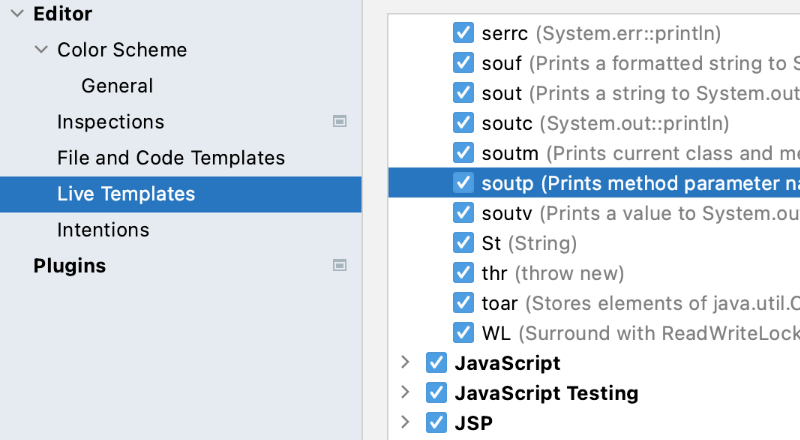 Editor
Color Scheme
General
Inspections
File and Code Templates
Live Templates
Intentions
Plugins
serrc (System.err::println)
souf (Prints a formatted string to S
sout (Prints a string to System.out
soutc (System.out::println)
soutm (Prints current class and me
soutp (Prints method parameter na
soutv (Prints a value to System.ou
St (String)
thr (throw new)
toar (Stores elements of java.util.C
WL (Surround with ReadWriteLock
JavaScript
JavaScript Testing
JSP